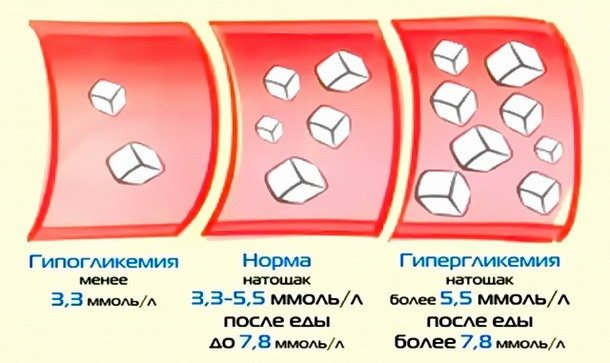 Гипогликемия
менее
3,3 ммоль/л
Норма
натощак
3,3-5,5 ммоль/л
после еды
до 7,8 ммоль/л
Гипергликемия
натощак
более 5,5 ммоль/л
после еды
более 7,8 ммоль/л